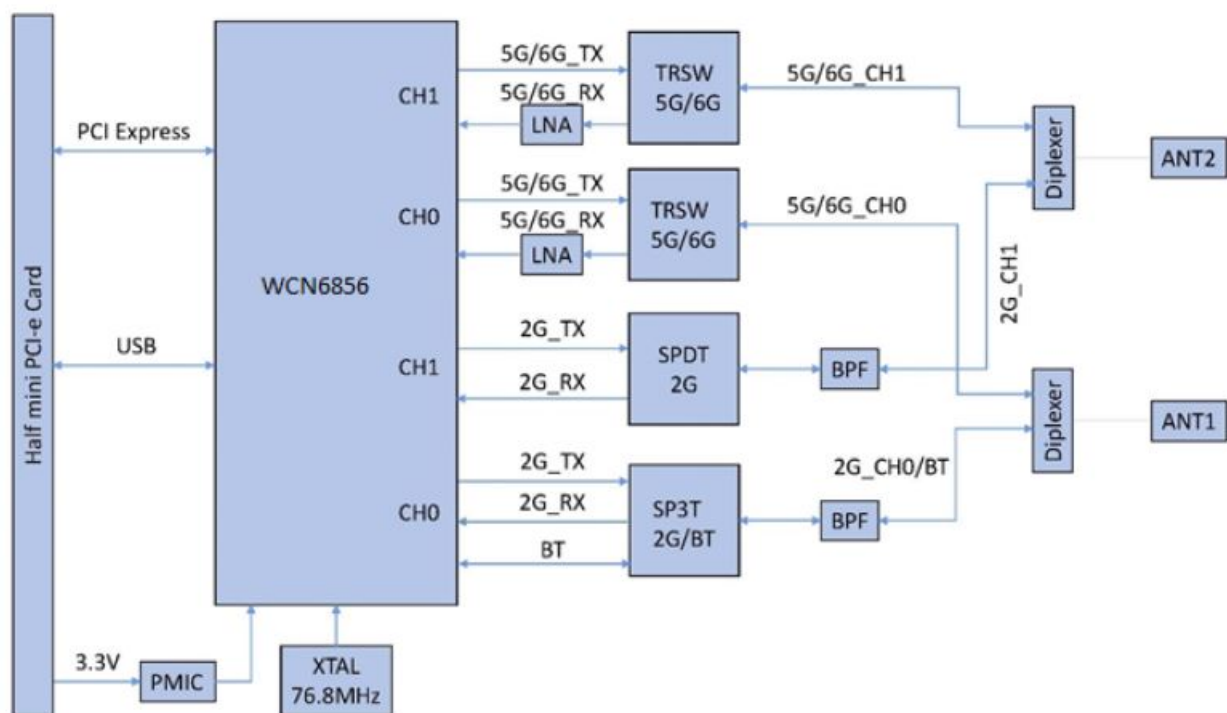 Half mini PCI-e Card
PCI Express
USB
3.3V
PMIC
XTAL
76.8MHz
WCN6856
CH1
CH0
CH1
CH0
5G/6G_TX
5G/6G_RX
LNA
TRSW
5G/6G
5G/6G_CH1
5G/6G_TX
5G/6G_RX
LNA
TRSW
5G/6G
5G/6G_CH0
2G_TX
2G_RX
SPDT
2G
BPF
2G_CH1
2G_TX
2G_RX
BT
SP3T
2G/BT
BPF
2G_CH0/BT
Diplexer
ANT2
Diplexer
ANT1